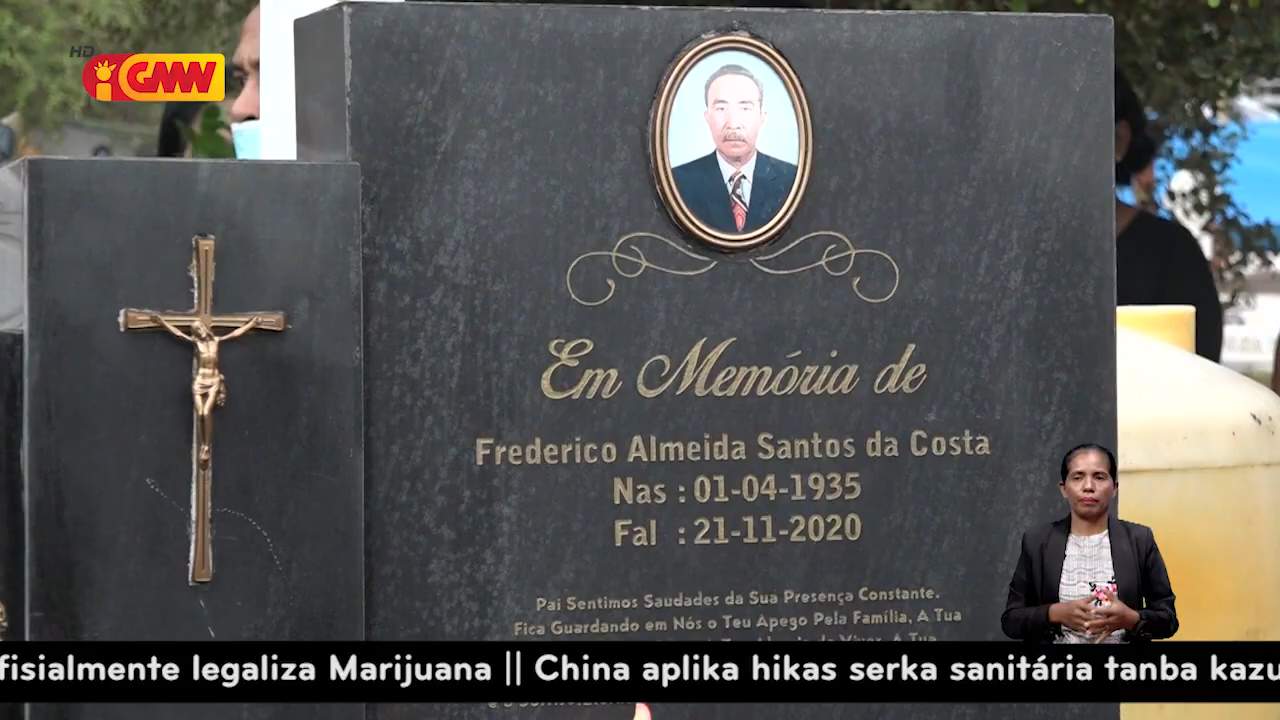 HD
GMN
Em Memória de
Frederico Almeida Santos da Costa
Nas : 01-04-1935
Fal : 21-11-2020
Pai Sentimos Saudades da Sua Presença Constante.
Fica Guardando em Nós o Teu Apego Pela Família, A Tua
fisialmente legaliza Marijuana || China aplika hikas serka sanitária tanba kazu